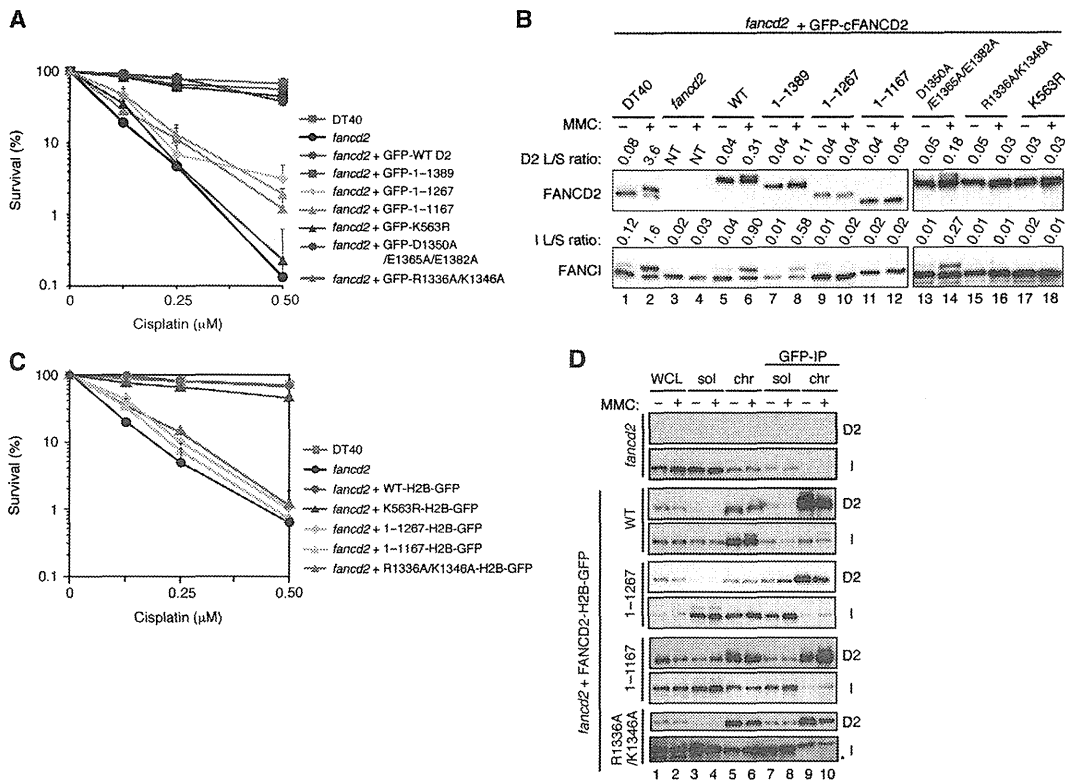 A
Survival (%)
100
10
1
0.1
0
0.25
0.50
Cisplatin (μM)
DT40
fancd2
fancd2 + GFP-WT D2
fancd2 + GFP-1–1389
fancd2 + GFP-1–1267
fancd2 + GFP-1–1167
fancd2 + GFP-K563R
fancd2 + GFP-D1350A
/E1365A/E1382A
fancd2 + GFP-R1336A/K1346A
B
fancd2 + GFP-cFANCD2
DT40 fancd2 WT 1–1389 1–1267 1–1167 D1350A /E1365A/E1382A R1336A/K1346A K563R
MMC: – + – + – + – + – + – + – + – + – +
D2 L/S ratio: 0.08 3.6 NT NT 0.04 0.31 0.04 0.11 0.04 0.04 0.04 0.03 0.05 0.18 0.05 0.03 0.03 0.03
FANCD2
I L/S ratio: 0.12 1.6 0.02 0.03 0.04 0.90 0.01 0.58 0.01 0.02 0.02 0.02 0.01 0.27 0.01 0.01 0.02 0.01
FANCI
1 2 3 4 5 6 7 8 9 10 11 12 13 14 15 16 17 18
C
Survival (%)
100
10
1
0.1
0
0.25
0.50
Cisplatin (μM)
DT40
fancd2
fancd2 + WT-H2B-GFP
fancd2 + K563R-H2B-GFP
fancd2 + 1–1267-H2B-GFP
fancd2 + 1–1167-H2B-GFP
fancd2 + R1336A/K1346A-H2B-GFP
D
GFP-IP
WCL sol chr sol chr
MMC: – + – + – + – + – +
fancd2
D2
I
fancd2 + FANCD2-H2B-GFP
WT
D2
I
1–1267
D2
I
1–1167
D2
I
R1336A
/K1346A
D2
I
1 2 3 4 5 6 7 8 9 10